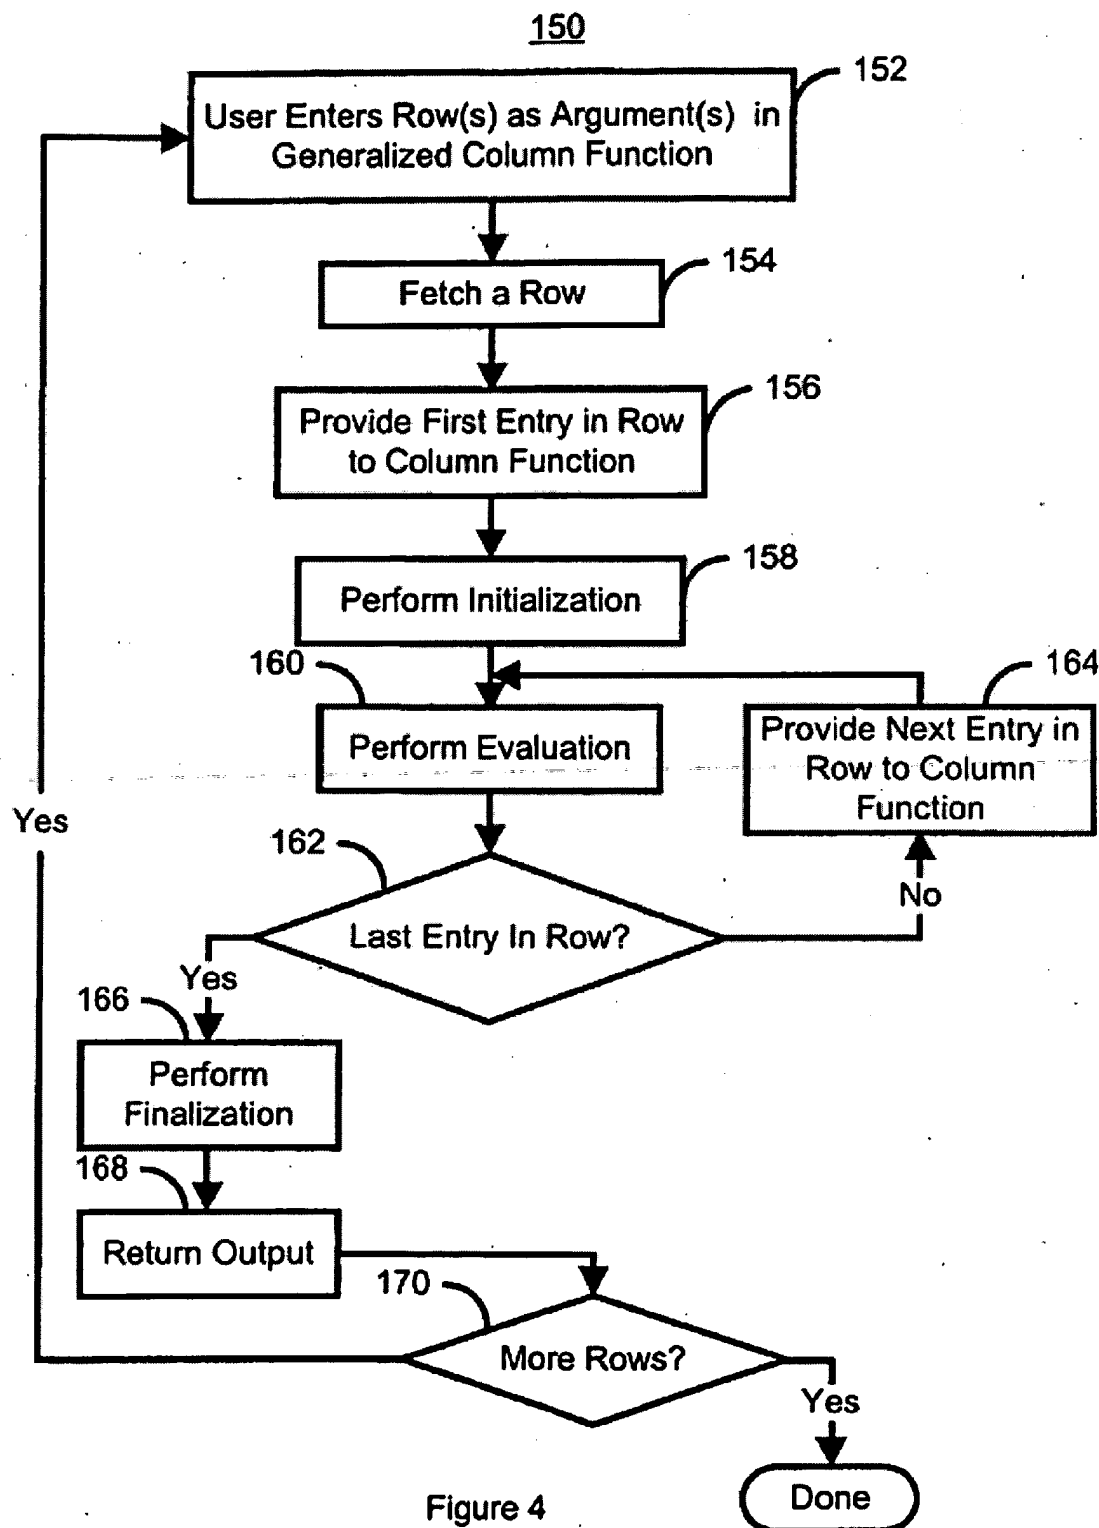 150
152
User Enters Row(s) as Argument(s) in
Generalized Column Function
154
Fetch a Row
156
Provide First Entry in Row
to Column Function
158
Perform Initialization
160
164
Perform Evaluation
Provide Next Entry in
Row to Column
Function
Yes
162
No
Last Entry In Row?
Yes
166
Perform
Finalization
168
Return Output
170
More Rows?
Yes
Done
Figure 4